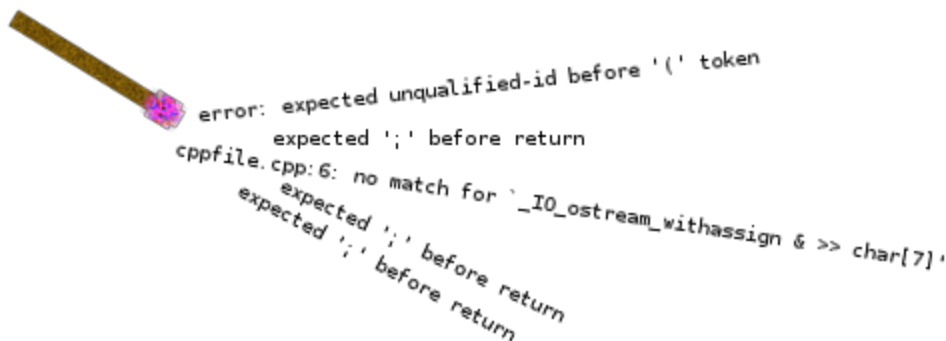 error: expected unqualified-id before '(' token
expected ';' before return
cppfile.cpp:6: no match for `_IO_ostream_withassign & >> char[7]'
expected ';' before return
expected ';' before return